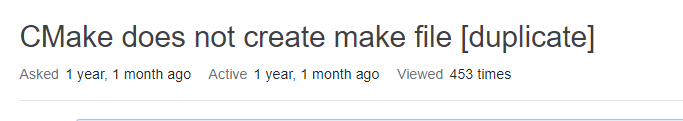 CMake does not create make file [duplicate]
Asked 1 year, 1 month ago Active 1 year, 1 month ago Viewed 453 times